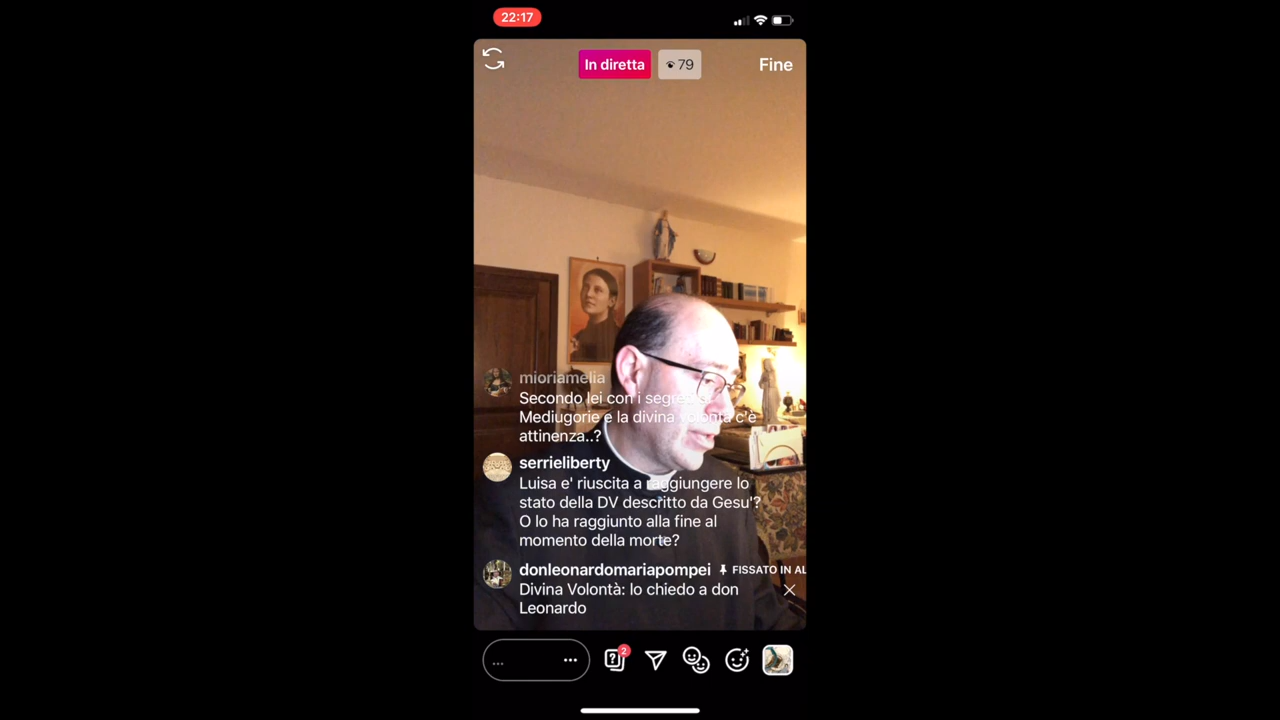 22:17
In diretta
79
Fine
mioriamelia
Secondo lei con i segreti
Mediugorie e la divina volontà c'è
attinenza..?
serrieliberty
Luisa e' riuscita a raggiungere lo
stato della DV descritto da Gesu'?
O lo ha raggiunto alla fine al
momento della morte?
donleonardomariapompei FISSATO IN AL
Divina Volontà: lo chiedo a don
Leonardo
...
2